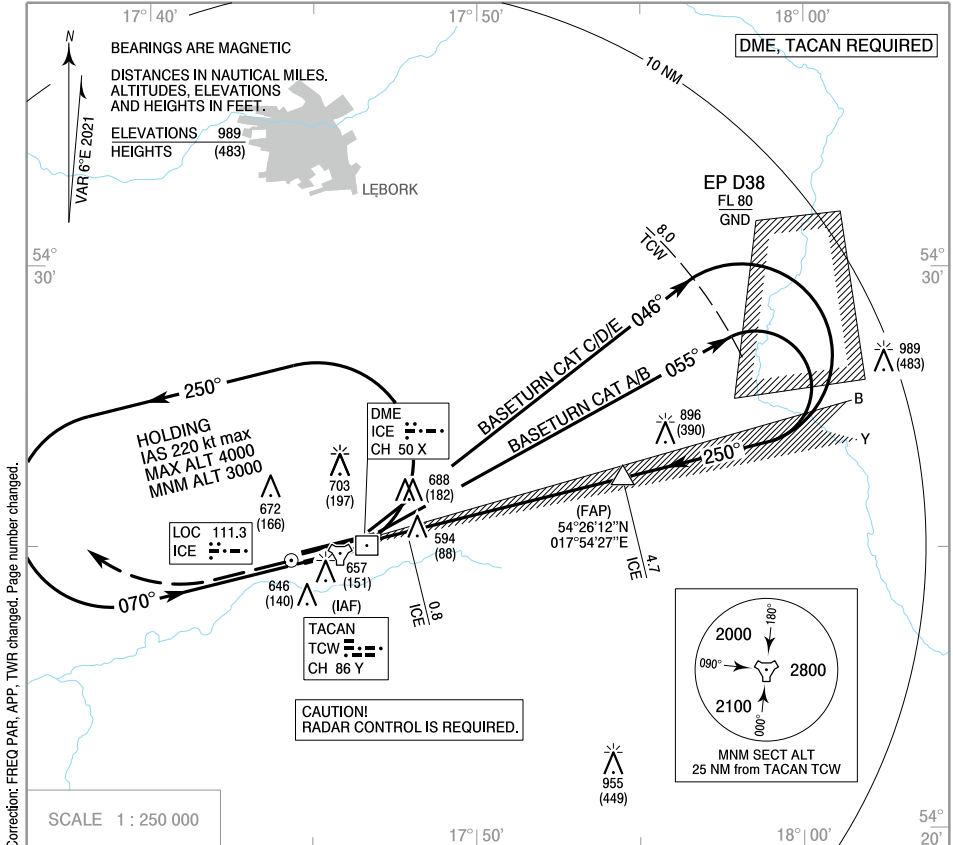 17°40'
17°50'
18°00'
N
VAR 6°E 2021
BEARINGS ARE MAGNETIC
DISTANCES IN NAUTICAL MILES.
ALTITUDES, ELEVATIONS
AND HEIGHTS IN FEET.
ELEVATIONS 989
HEIGHTS (483)
LĘBORK
DME, TACAN REQUIRED
10 NM
EP D38
FL 80
GND
54°
30'
54°
30'
8.0
TCW
BASETURN CAT C/D/E 046°
BASETURN CAT A/B 055°
989
(483)
250°
HOLDING
IAS 220 kt max
MAX ALT 4000
MNM ALT 3000
DME
ICE
CH 50 X
896
(390)
B
Y
250°
703
(197)
688
(182)
672
(166)
(FAP)
54°26'12"N
017°54'27"E
LOC 111.3
ICE
594
(88)
4.7
ICE
657
(151)
646
(140)
070°
(IAF)
0.8
ICE
TACAN
TCW
CH 86 Y
CAUTION!
RADAR CONTROL IS REQUIRED.
180°
2000
090°
2800
2100
000°
MNM SECT ALT
25 NM from TACAN TCW
955
(449)
SCALE 1 : 250 000
17°50'
18°00'
54°
20'
Correction: FREQ PAR, APP, TWR changed. Page number changed.